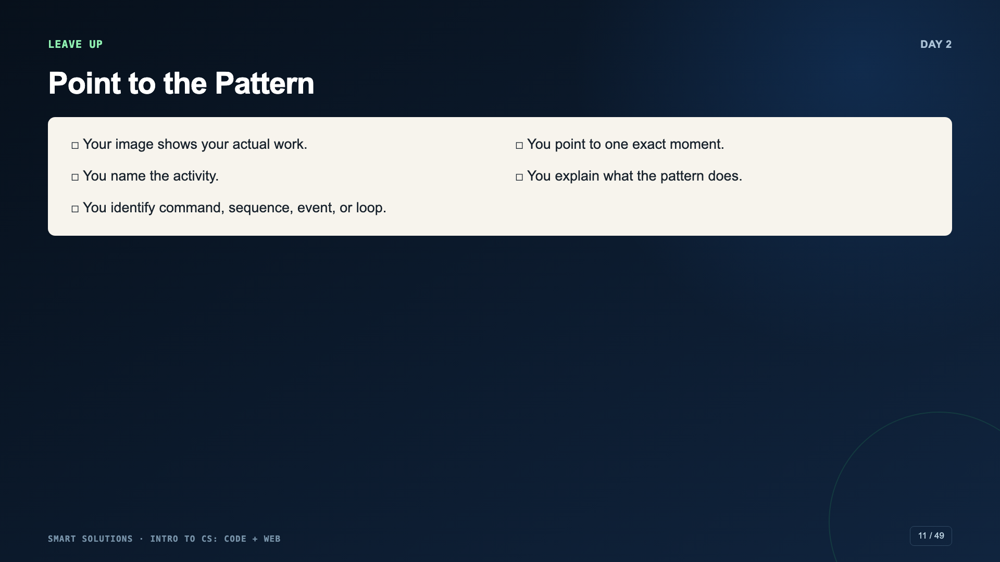 LEAVE UP
DAY 2
Point to the Pattern
□ Your image shows your actual work.
□ You name the activity.
□ You identify command, sequence, event, or loop.
□ You point to one exact moment.
□ You explain what the pattern does.
SMART SOLUTIONS · INTRO TO CS: CODE + WEB
11 / 49